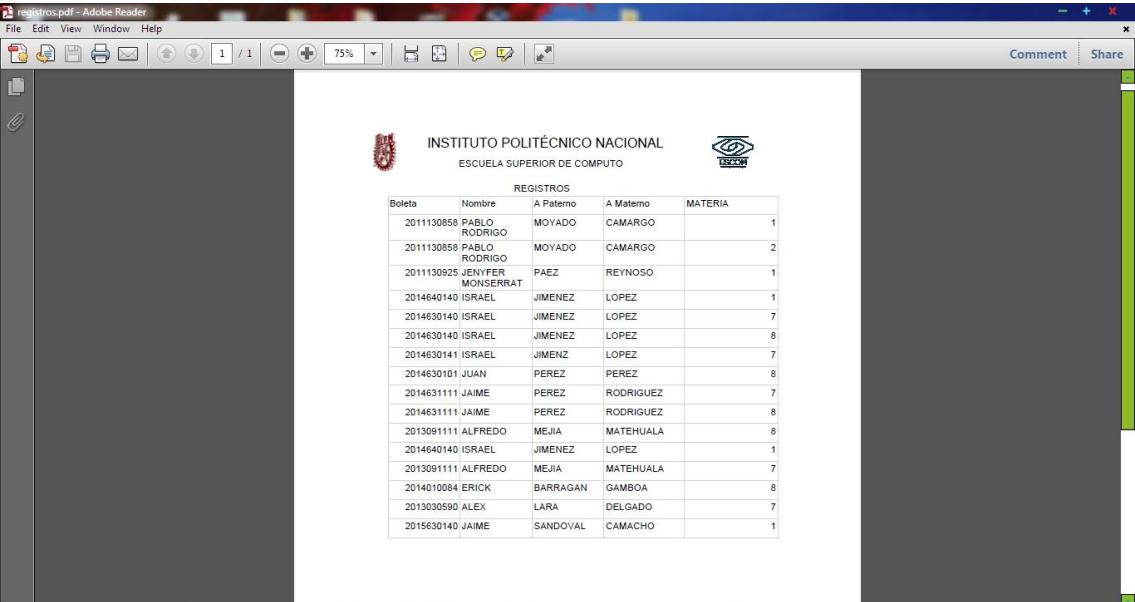 registros.pdf - Adobe Reader
File Edit View Window Help
1 / 1 75% Comment Share
INSTITUTO POLITÉCNICO NACIONAL
ESCUELA SUPERIOR DE COMPUTO
ESCOM
REGISTROS
Boleta Nombre A Paterno A Materno MATERIA
2011130858 PABLO RODRIGO MOYADO CAMARGO 1
2011130858 PABLO RODRIGO MOYADO CAMARGO 2
2011130925 JENYFER MONSERRAT PAEZ REYNOSO 1
2014640140 ISRAEL JIMENEZ LOPEZ 1
2014630140 ISRAEL JIMENEZ LOPEZ 7
2014630140 ISRAEL JIMENEZ LOPEZ 8
2014630141 ISRAEL JIMENZ LOPEZ 7
2014630101 JUAN PEREZ PEREZ 8
2014631111 JAIME PEREZ RODRIGUEZ 7
2014631111 JAIME PEREZ RODRIGUEZ 8
2013091111 ALFREDO MEJIA MATEHUALA 8
2014640140 ISRAEL JIMENEZ LOPEZ 1
2013091111 ALFREDO MEJIA MATEHUALA 7
2014010084 ERICK BARRAGAN GAMBOA 8
2013030590 ALEX LARA DELGADO 7
2015630140 JAIME SANDOVAL CAMACHO 1